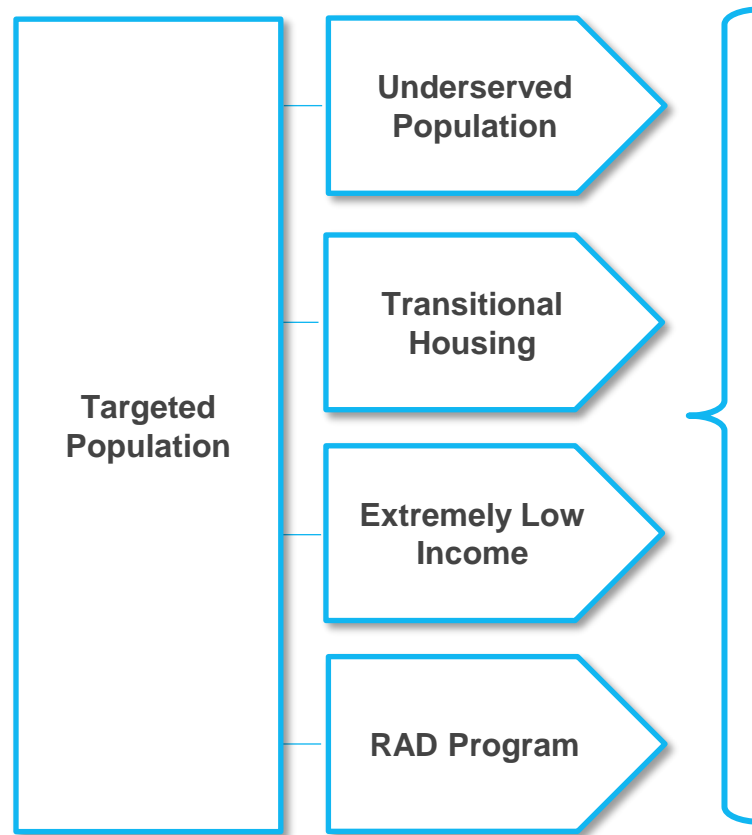 Targeted
Population
Underserved
Population
Transitional
Housing
Extremely Low
Income
RAD Program